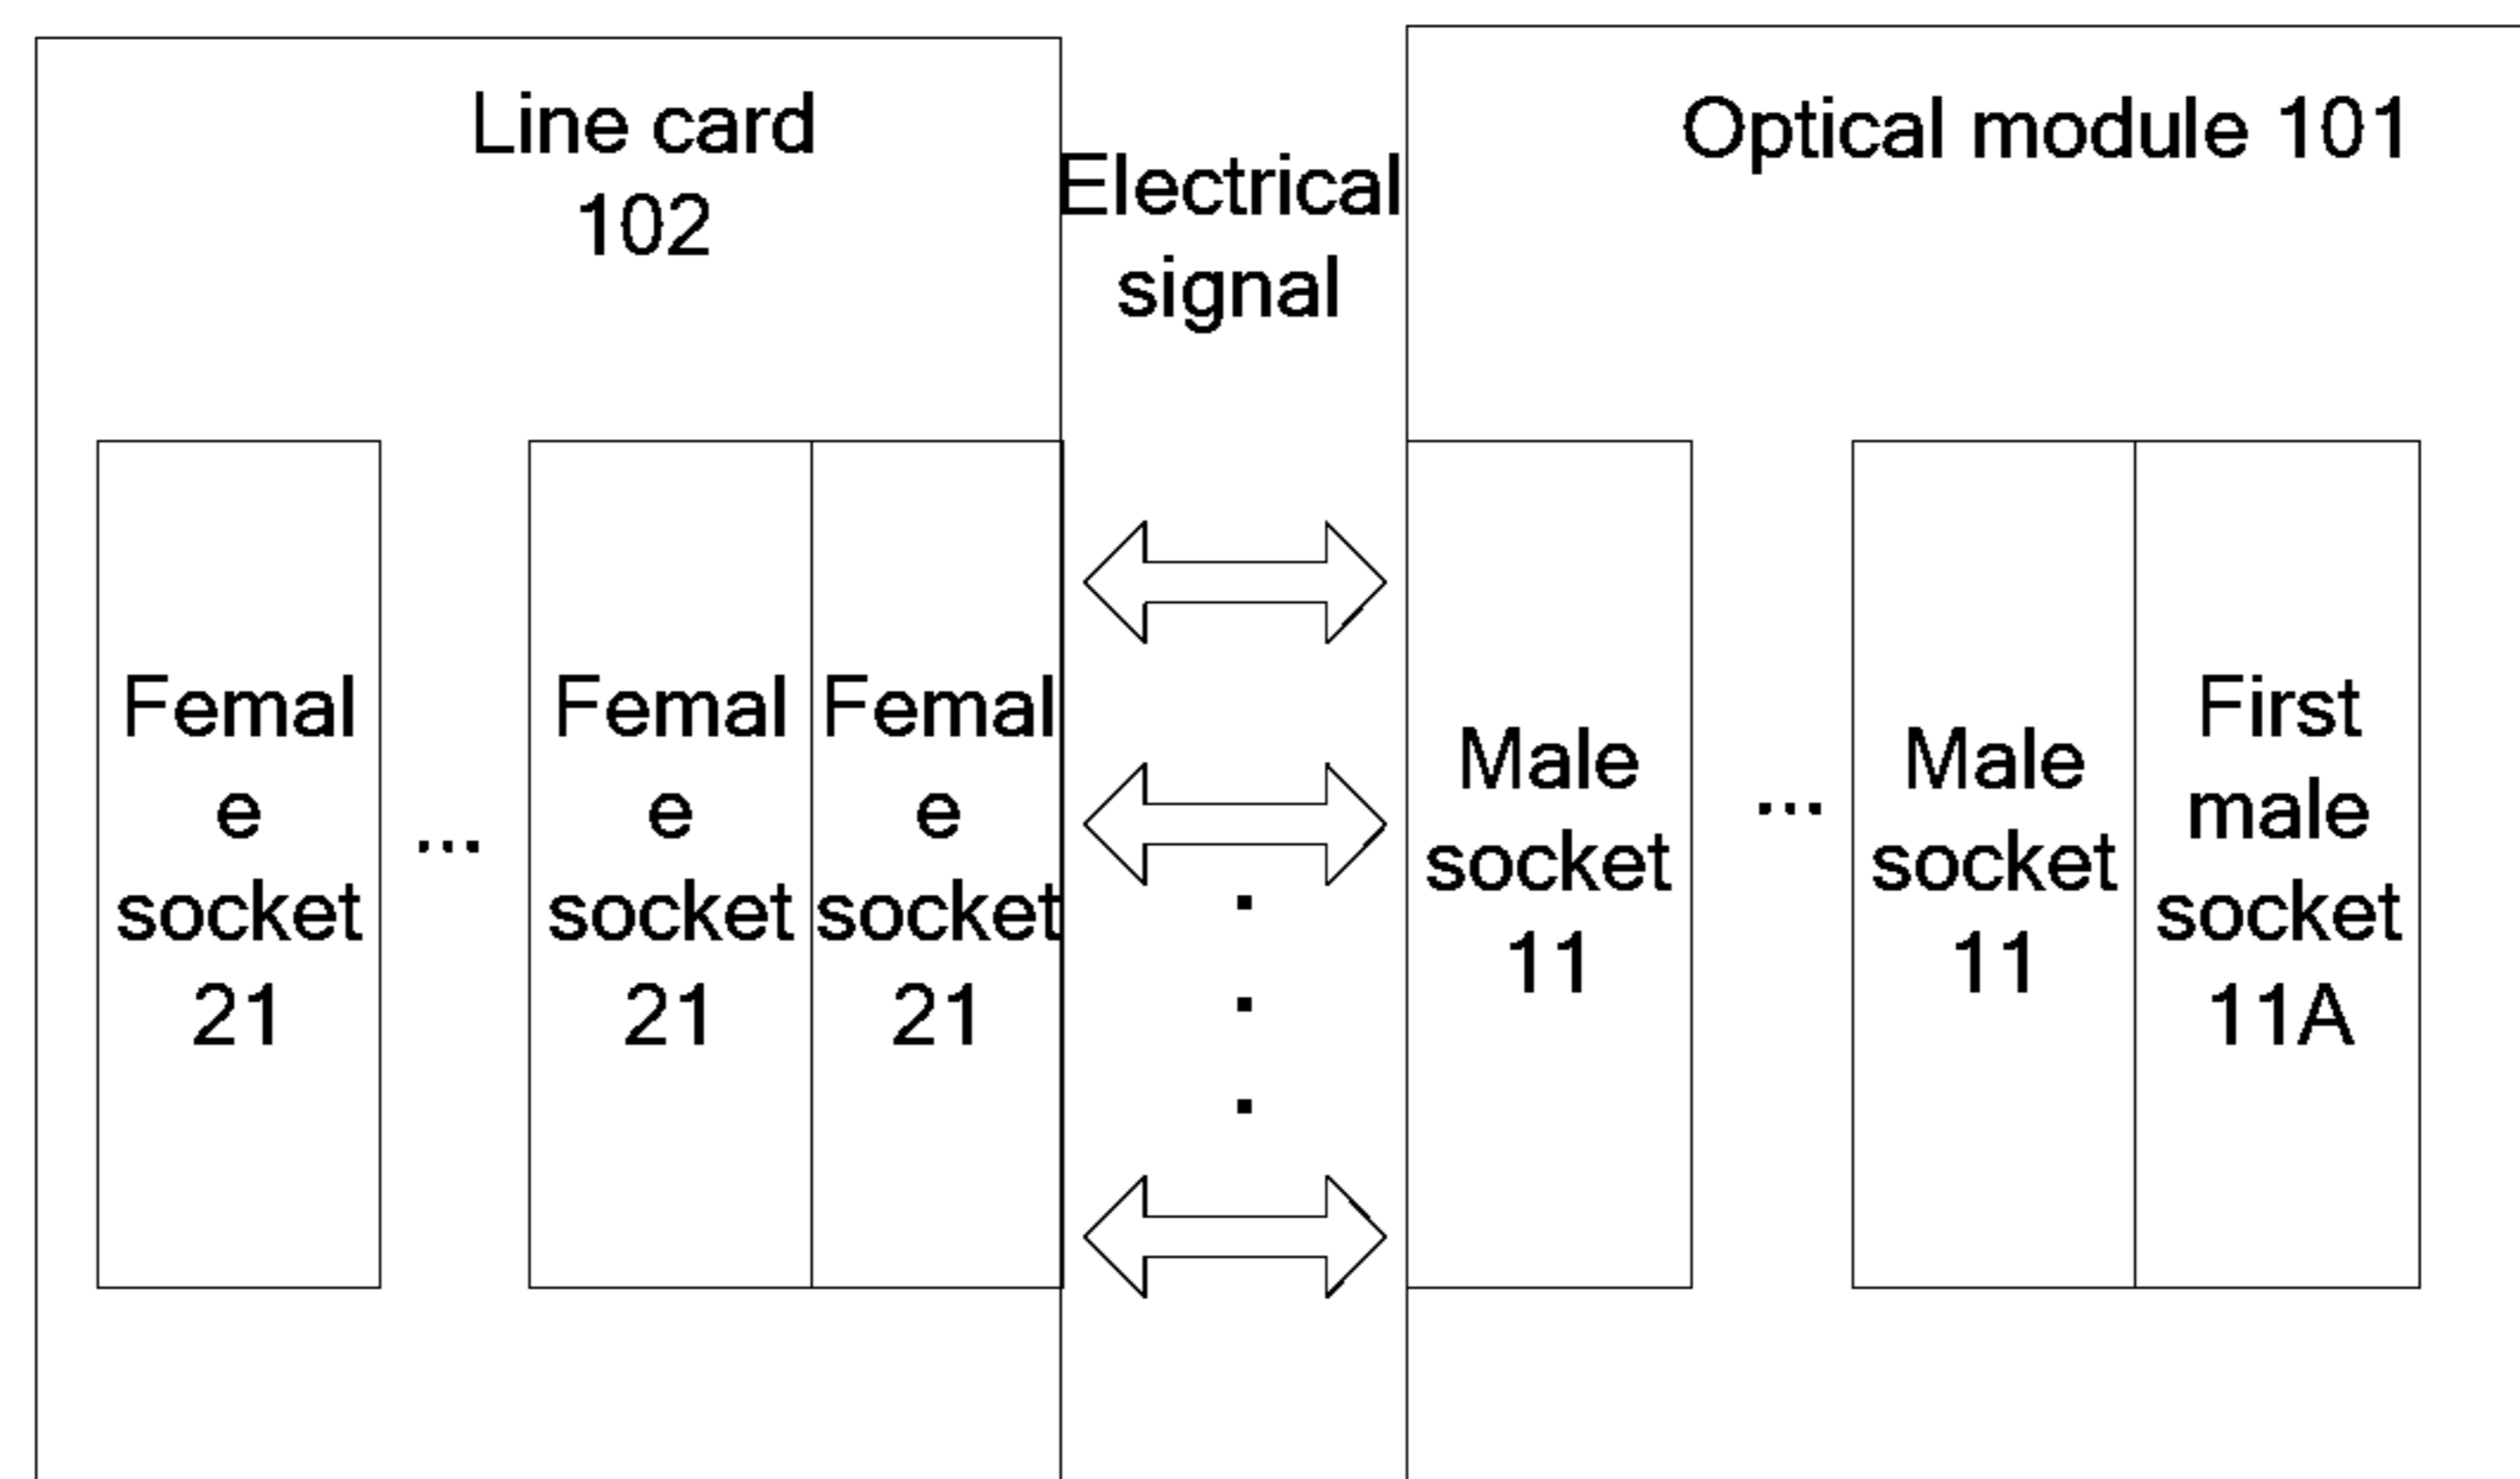 Line card
102
Electrical
signal
Optical module 101
Femal
e
socket
21
...
Femal
e
socket
21
Femal
e
socket
21
.
.
.
Male
socket
11
...
Male
socket
11
First
male
socket
11A